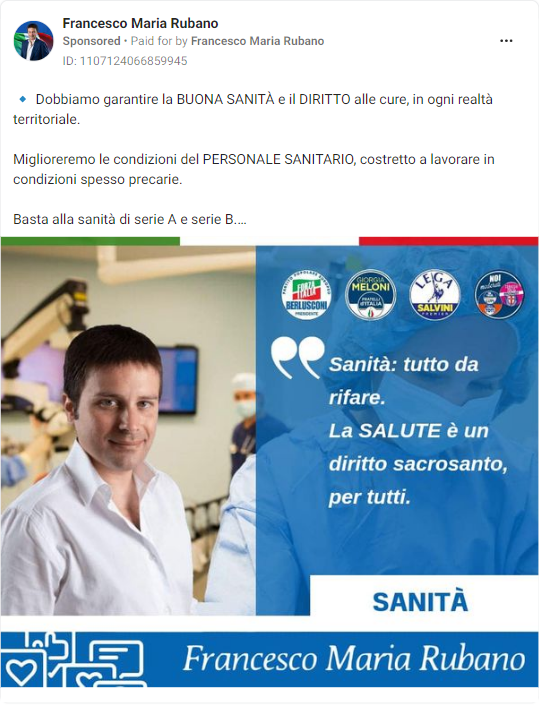 Francesco Maria Rubano
Sponsored • Paid for by Francesco Maria Rubano
ID: 1107124066859945
🔹 Dobbiamo garantire la BUONA SANITÀ e il DIRITTO alle cure, in ogni realtà
territoriale.
Miglioreremo le condizioni del PERSONALE SANITARIO, costretto a lavorare in
condizioni spesso precarie.
Basta alla sanità di serie A e serie B.…
FORZA
ITALIA
BERLUSCONI
PRESIDENTE
GIORGIA
MELONI
FRATELLI
d'ITALIA
LEGA
SALVINI
PREMIER
NOI
moderati
Sanità: tutto da
rifare.
La SALUTE è un
diritto sacrosanto,
per tutti.
SANITÀ
Francesco Maria Rubano